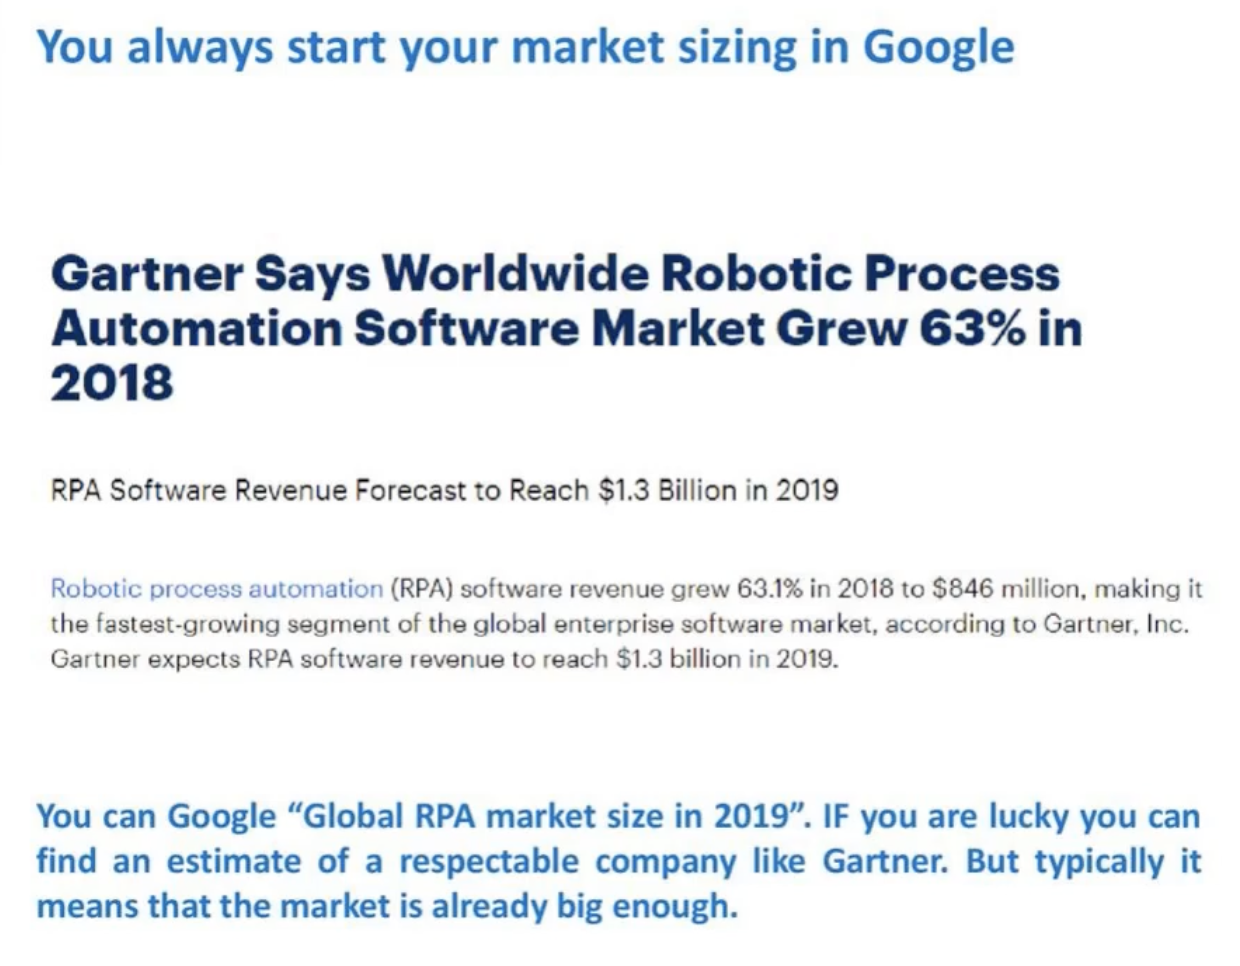 You always start your market sizing in Google
Gartner Says Worldwide Robotic Process
Automation Software Market Grew 63% in
2018
RPA Software Revenue Forecast to Reach $1.3 Billion in 2019
Robotic process automation (RPA) software revenue grew 63.1% in 2018 to $846 million, making it
the fastest-growing segment of the global enterprise software market, according to Gartner, Inc.
Gartner expects RPA software revenue to reach $1.3 billion in 2019.
You can Google “Global RPA market size in 2019”. IF you are lucky you can
find an estimate of a respectable company like Gartner. But typically it
means that the market is already big enough.